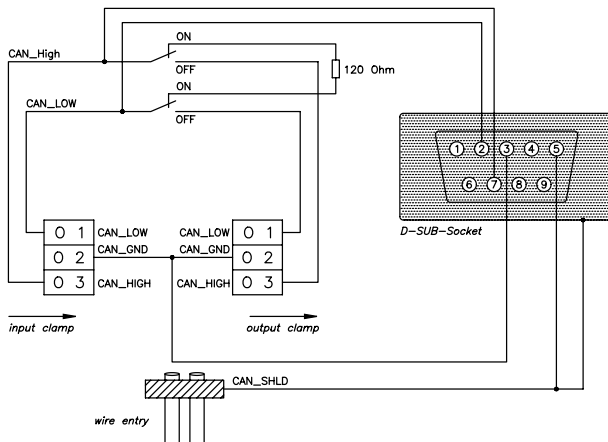 ON
CAN_High
OFF
120 Ohm
ON
CAN_LOW
OFF
1 2 3 4 5
6 7 8 9
D-SUB-Socket
0 1 CAN_LOW CAN_LOW 0 1
0 2 CAN_GND CAN_GND 0 2
0 3 CAN_HIGH CAN_HIGH 0 3
input clamp output clamp
CAN_SHLD
wire entry